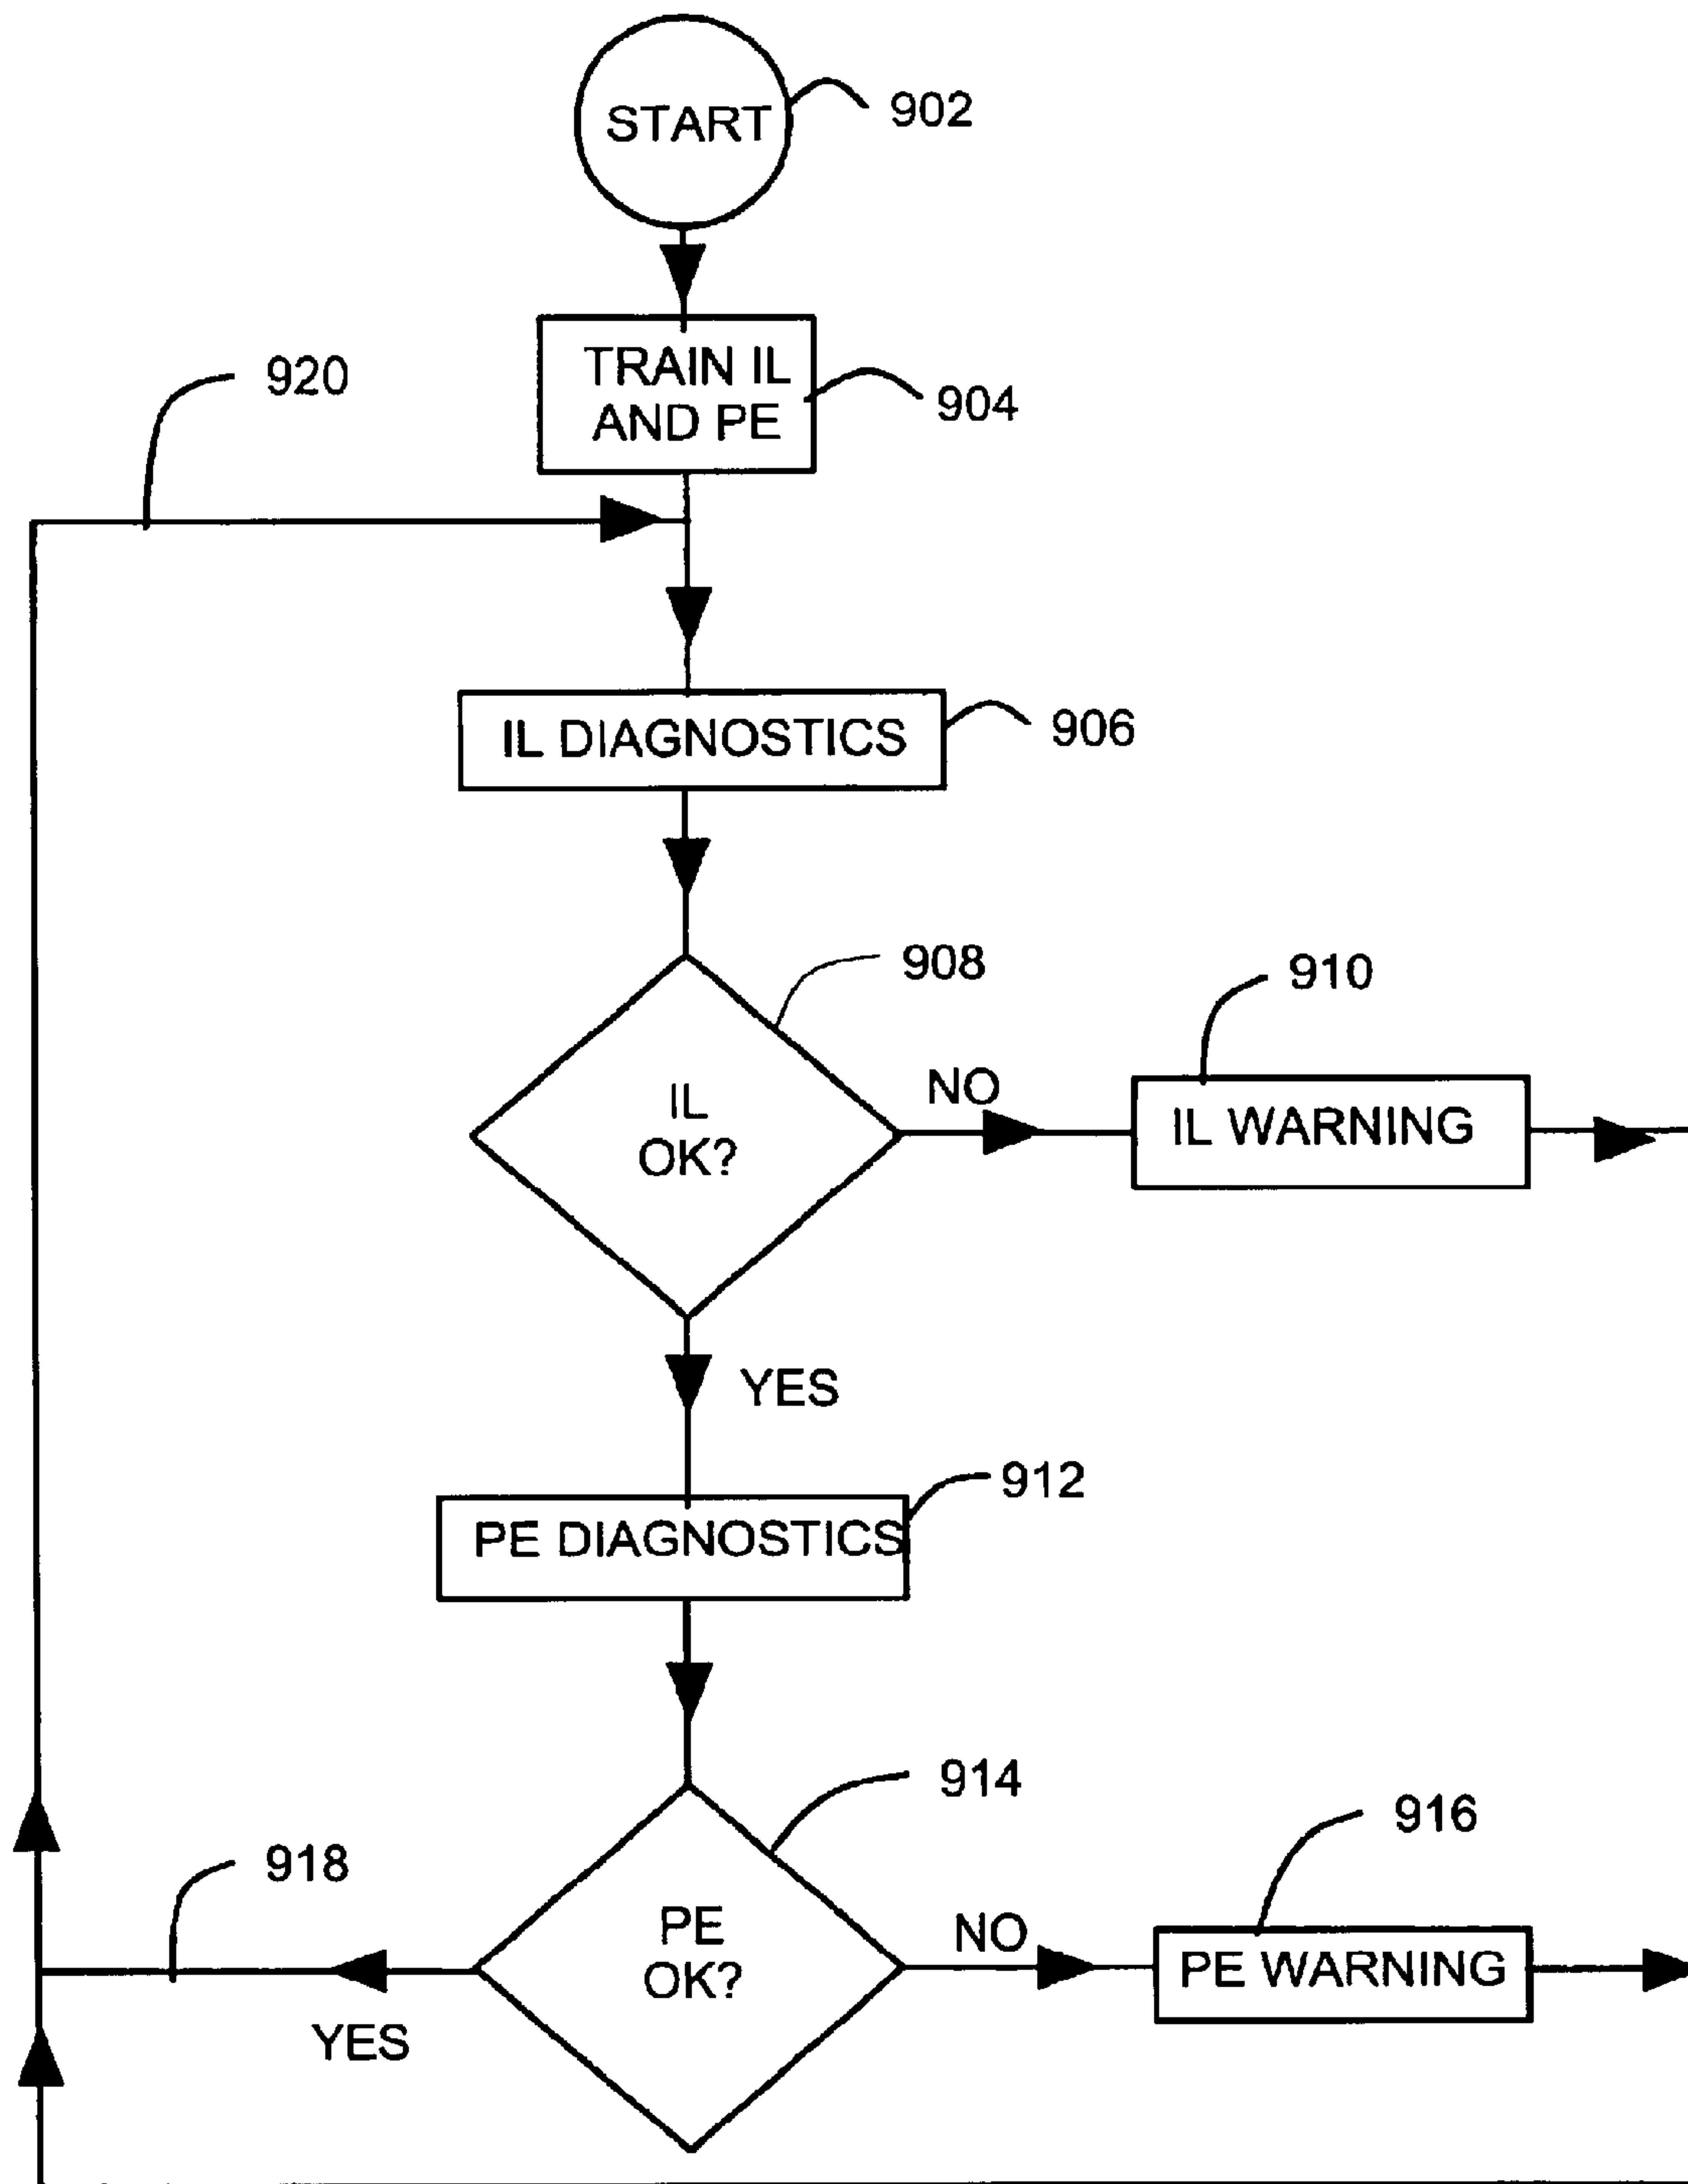 START
902
TRAIN IL
AND PE
904
920
IL DIAGNOSTICS
906
908
910
IL
OK?
NO
IL WARNING
YES
912
PE DIAGNOSTICS
914
916
918
PE
OK?
NO
PE WARNING
YES